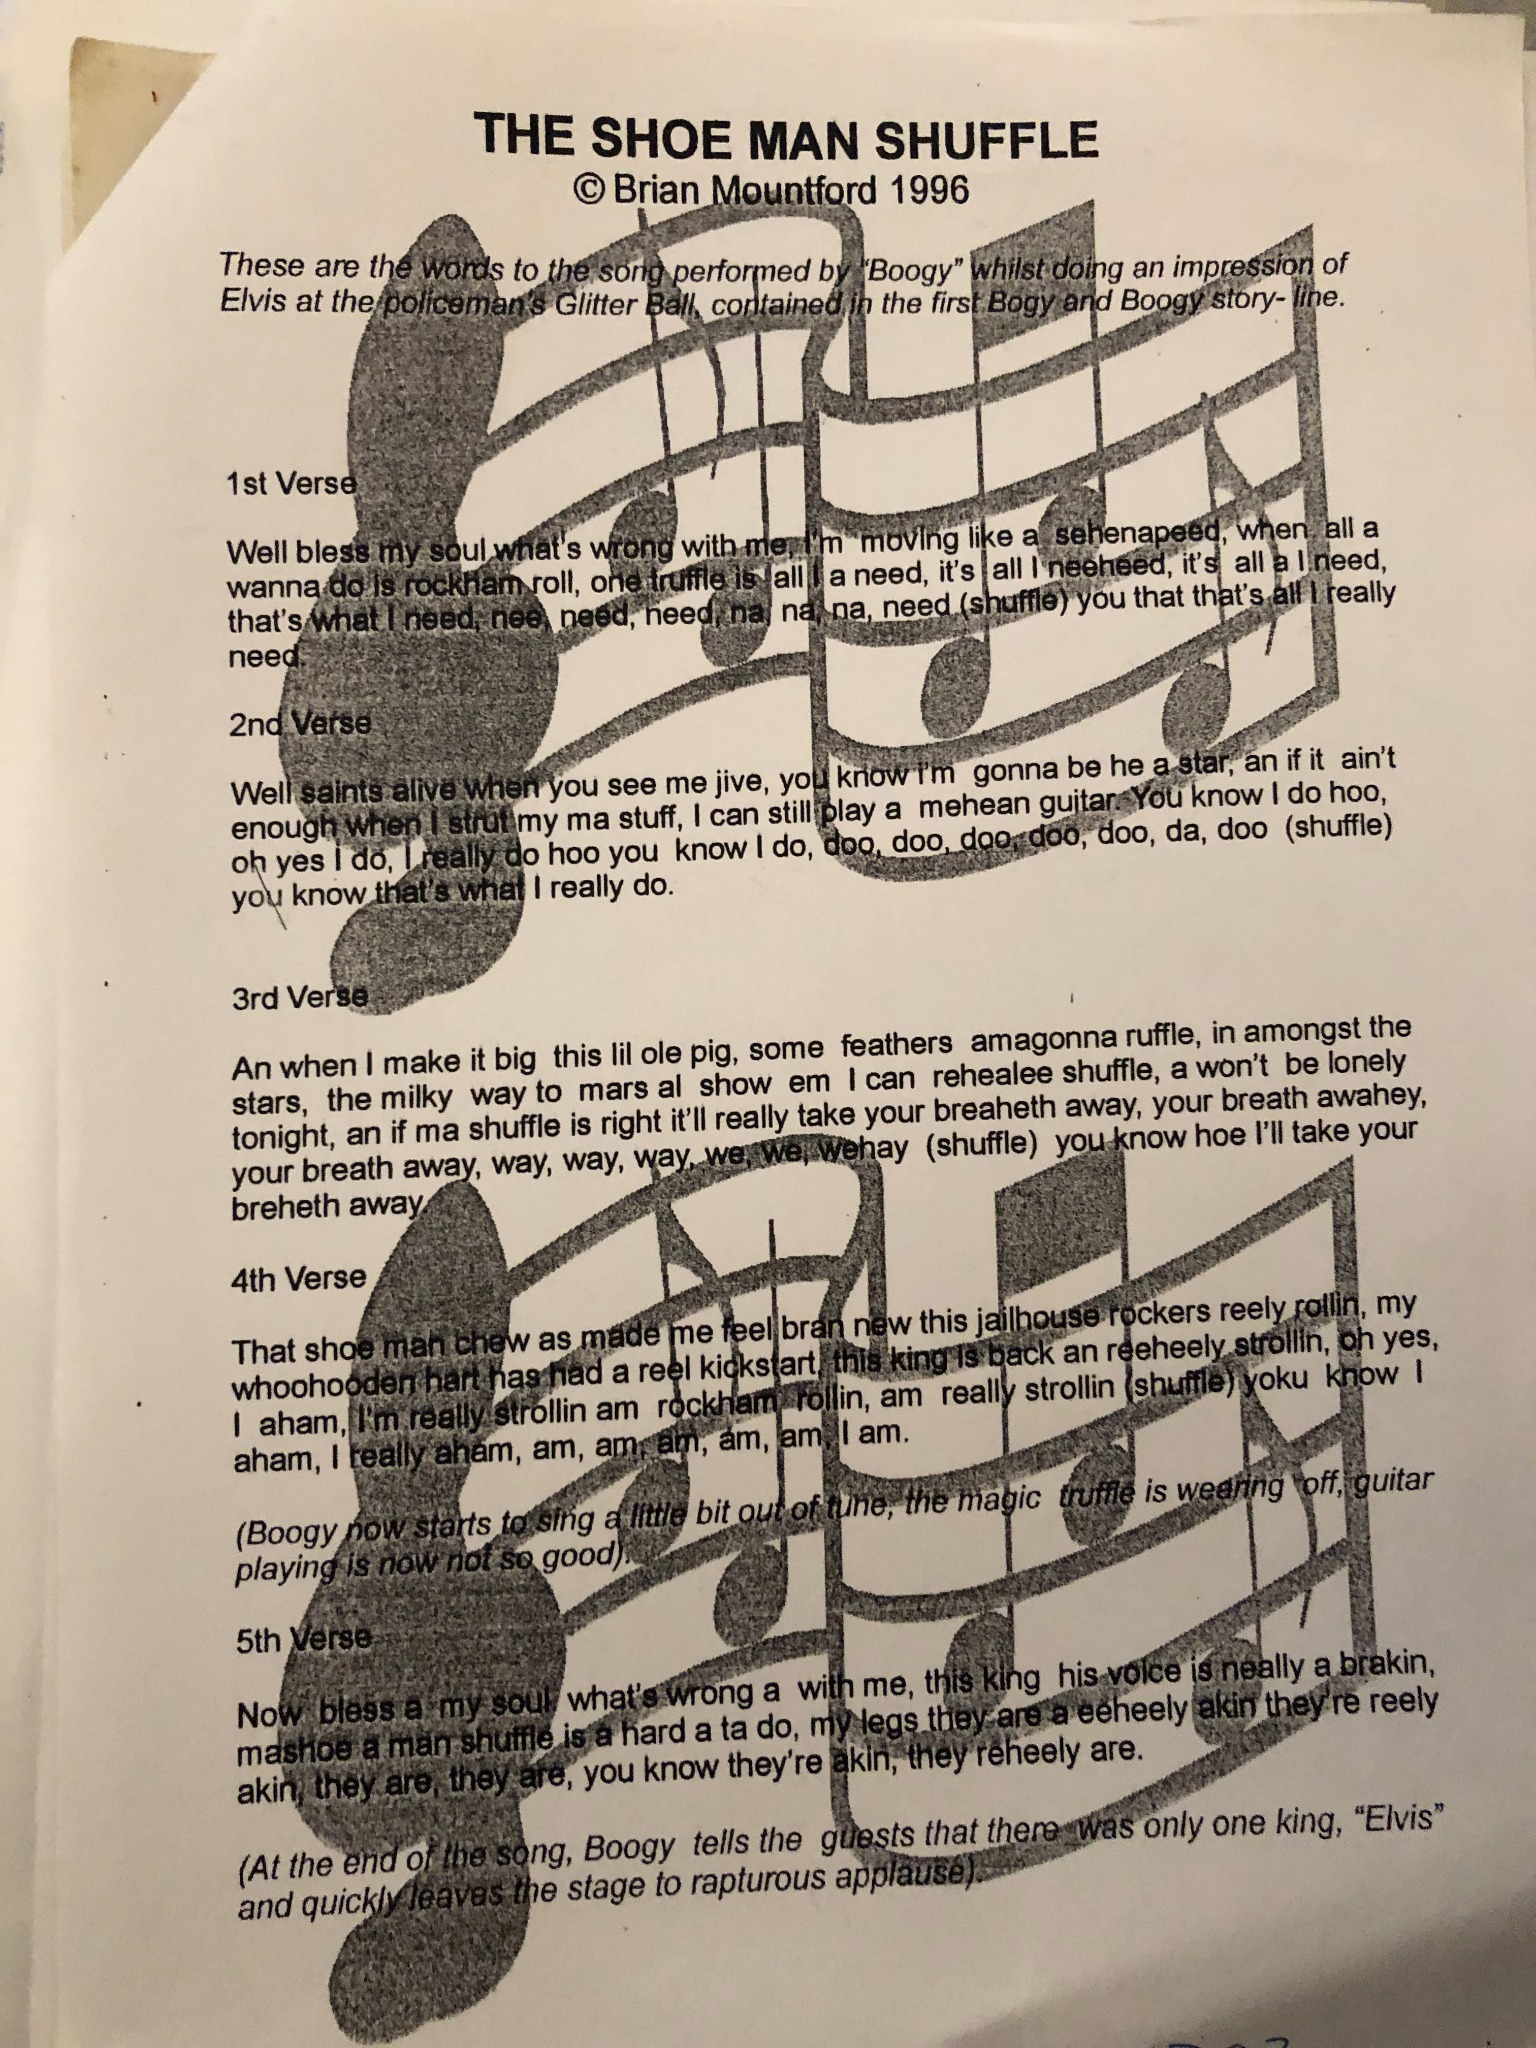 THE SHOE MAN SHUFFLE
© Brian Mountford 1996
These are the words to the song performed by "Boogy" whilst doing an impression of
Elvis at the policeman's Glitter Ball, contained in the first Bogy and Boogy story- line.
1st Verse
Well bless my soul what's wrong with me, I'm moving like a sehenapeed, when all a
wanna do is rockham roll, one truffle is all I a need, it's all I neeheed, it's all a I need,
that's what I need, nee, need, need, na, na, na, need (shuffle) you that that's all I really
need.
2nd Verse
Well saints alive when you see me jive, you know i'm gonna be he a star, an if it ain't
enough when I strut my ma stuff, I can still play a mehean guitar. You know I do hoo,
oh yes I do, I really do hoo you know I do, doo, doo, doo, doo, doo, da, doo (shuffle)
you know that's what I really do.
3rd Verse
An when I make it big this lil ole pig, some feathers amagonna ruffle, in amongst the
stars, the milky way to mars al show em I can rehealee shuffle, a won't be lonely
tonight, an if ma shuffle is right it'll really take your breaheth away, your breath awahey,
your breath away, way, way, way, we, we, wehay (shuffle) you know hoe I'll take your
breheth away.
4th Verse
That shoe man chew as made me feel bran new this jailhouse rockers reely rollin, my
whoohooden hart has had a reel kickstart, this king is back an reeheely strollin, oh yes,
I aham, I'm really strollin am rockham rollin, am really strollin (shuffle) yoku know I
aham, I really aham, am, am, am, am, am, I am.
(Boogy now starts to sing a little bit out of tune, the magic truffle is wearing off, guitar
playing is now not so good).
5th Verse
Now bless a my soul what's wrong a with me, this king his voice is neally a brakin,
mashoe a man shuffle is a hard a ta do, my legs they are a eeheely akin they're reely
akin, they are, they are, you know they're akin, they reheely are.
(At the end of the song, Boogy tells the guests that there was only one king, "Elvis"
and quickly leaves the stage to rapturous applause).